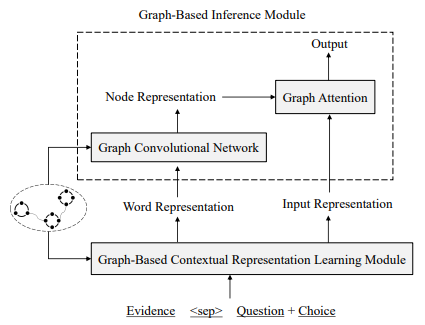 Graph-Based Inference Module
Output
Node Representation
Graph Attention
Graph Convolutional Network
Word Representation
Input Representation
Graph-Based Contextual Representation Learning Module
Evidence <sep> Question + Choice